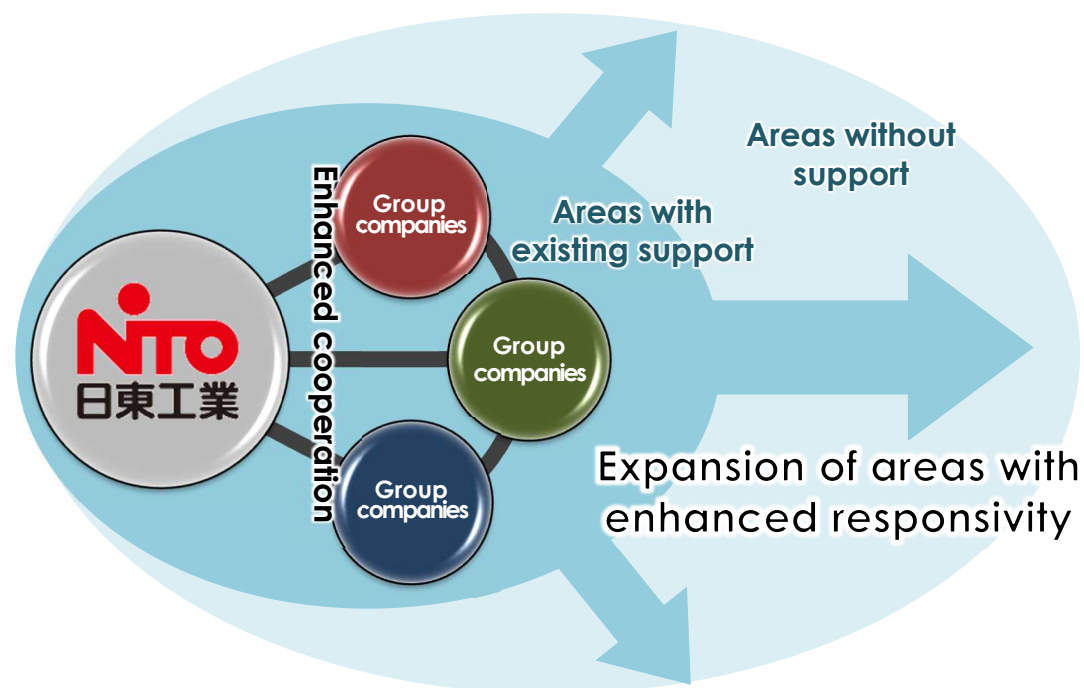 NITO
日東工業
Enhanced cooperation
Group
companies
Group
companies
Group
companies
Areas with
existing support
Areas without
support
Expansion of areas with
enhanced responsivity